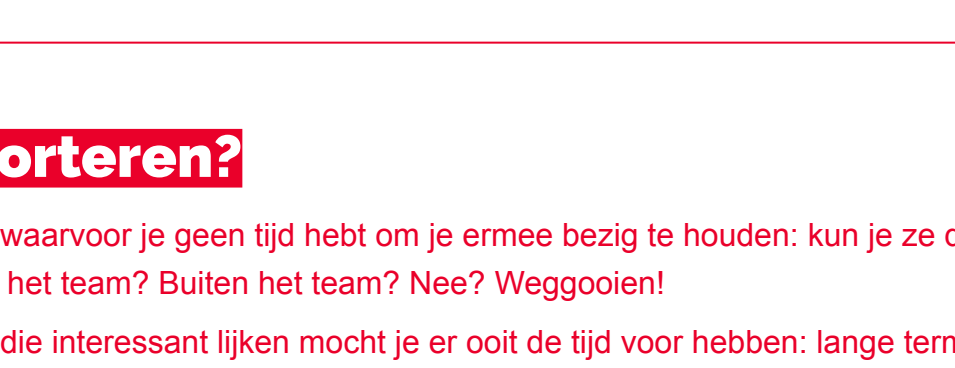 orteren?
waarvoor je geen tijd hebt om je ermee bezig te houden: kun je ze
het team? Buiten het team? Nee? Weggooien!
die interessant lijken mocht je er ooit de tijd voor hebben: lange